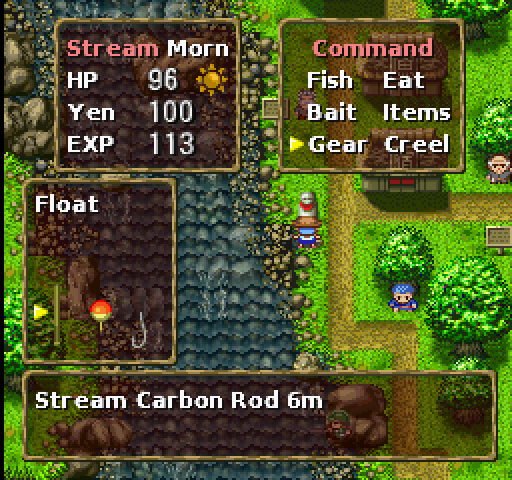 Stream Morn
HP 96
Yen 100
EXP 113
Command
Fish Eat
Bait Items
Gear Creel
Float
Stream Carbon Rod 6m